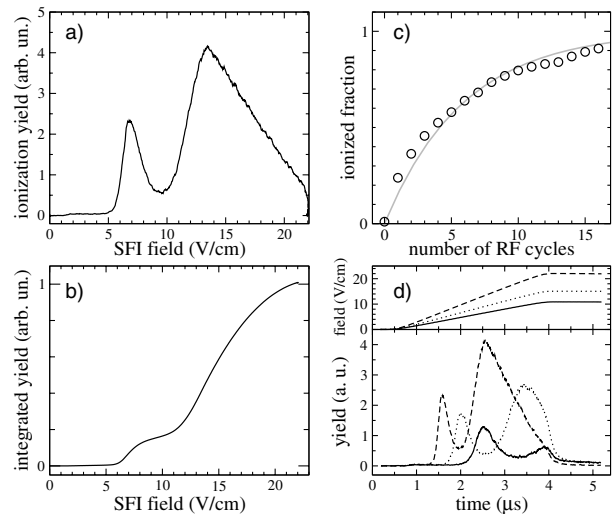 a)
ionization yield (arb. un.)
5
4
3
2
1
0
0 5 10 15 20
SFI field (V/cm)
b)
integrated yield (arb. un.)
1
0
0 5 10 15 20
SFI field (V/cm)
c)
ionized fraction
1
0
0 5 10 15
number of RF cycles
d)
field (V/cm)
20
10
0
yield (a. u.)
4
2
0
0 1 2 3 4 5
time (μs)